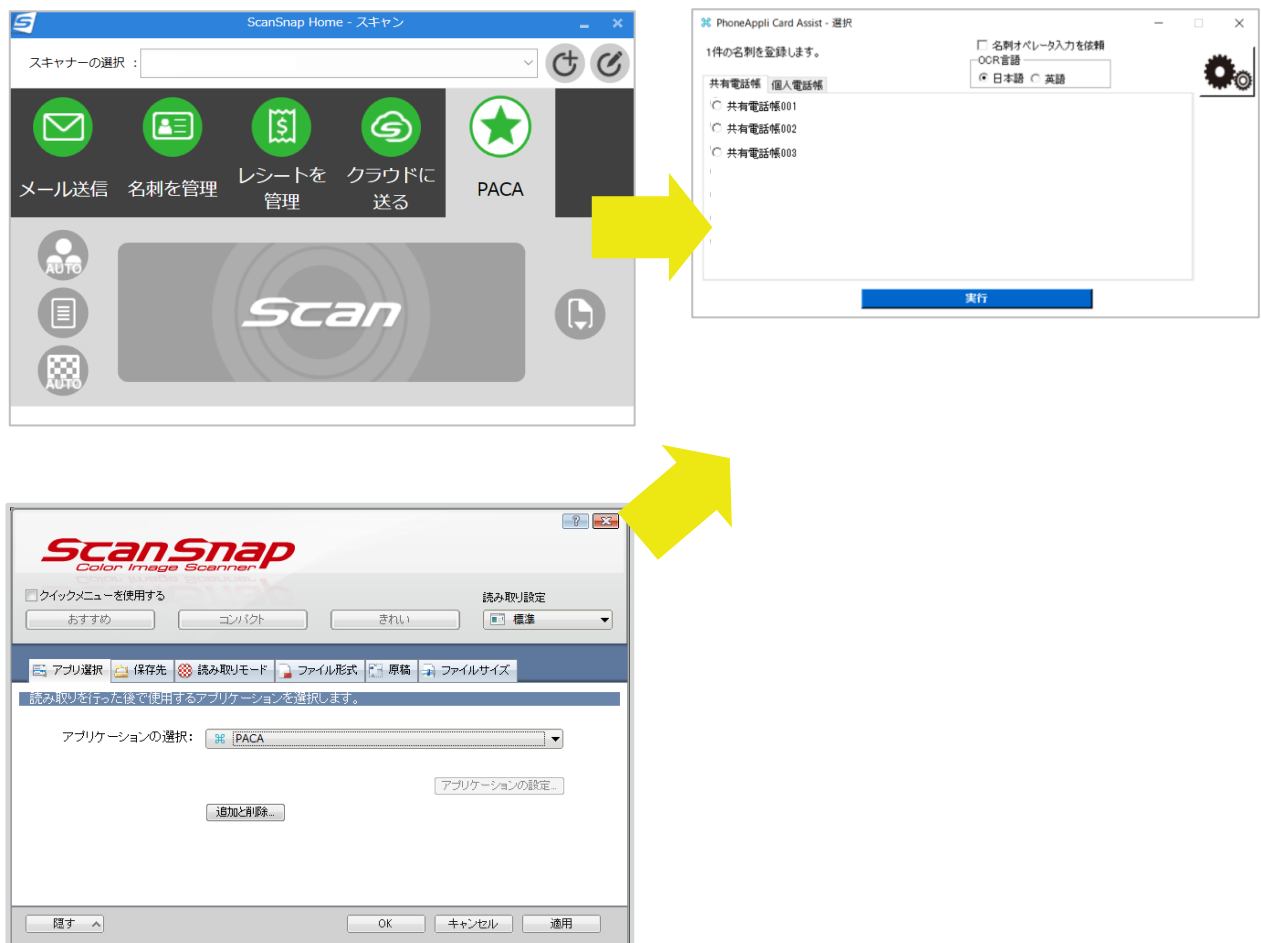 ScanSnap Home - スキャン
スキャナーの選択 :
メール送信
名刺を管理
レシートを
管理
クラウドに
送る
PACA
AUTO
Scan
AUTO
PhoneAppli Card Assist - 選択
1件の名刺を登録します。
名刺オペレータ入力を依頼
OCR言語
日本語 英語
共有電話帳 個人電話帳
共有電話帳001
共有電話帳002
共有電話帳003
実行
ScanSnap
Color Image Scanner
クイックメニューを使用する
読み取り設定
おすすめ コンパクト きれい 標準
アプリ選択 保存先 読み取りモード ファイル形式 原稿 ファイルサイズ
読み取りを行った後で使用するアプリケーションを選択します。
アプリケーションの選択: PACA
アプリケーションの設定...
追加と削除...
隠す OK キャンセル 適用